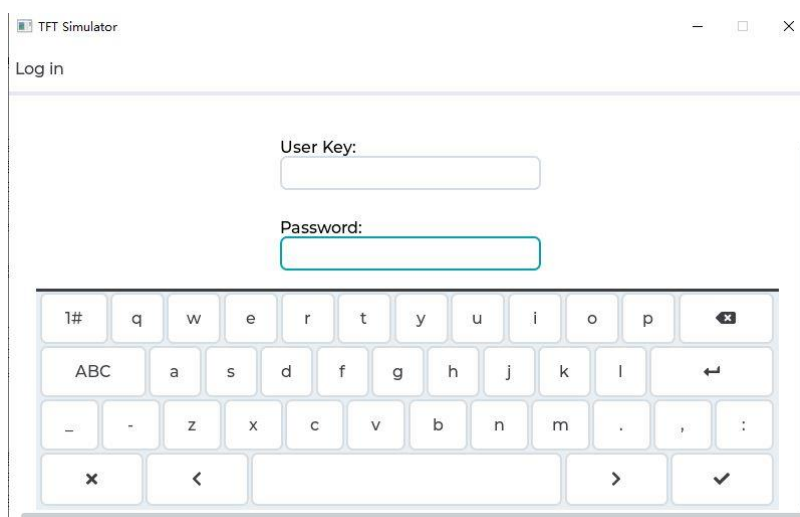 TFT Simulator
Log in
User Key:
Password:
1# q w e r t y u i o p
ABC a s d f g h j k l
_ - z x c v b n m . , :